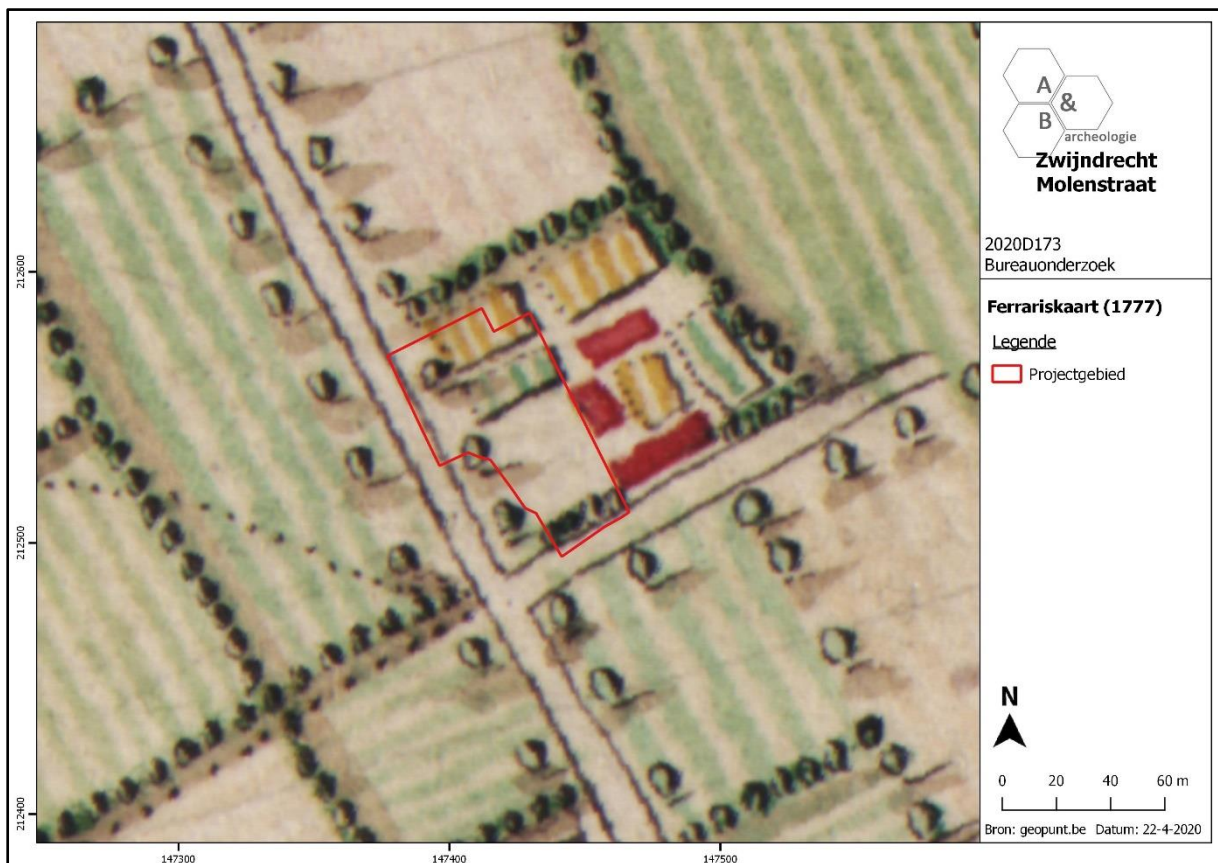 A
&
B
archeologie
Zwijndrecht
Molenstraat
2020D173
Bureauonderzoek
Ferrariskaart (1777)
Legende
Projectgebied
N
0 20 40 60 m
Bron: geopunt.be Datum: 22-4-2020
212600
212500
212400
147300 147400 147500